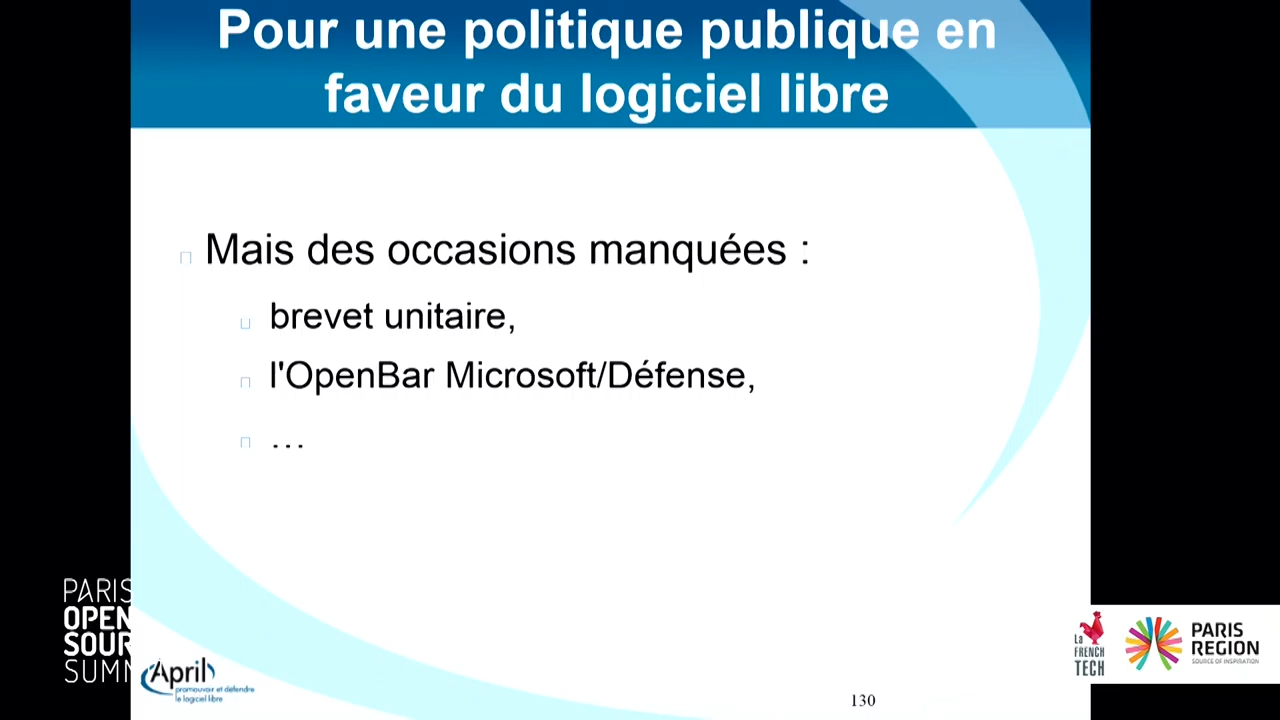 Pour une politique publique en
faveur du logiciel libre
Mais des occasions manquées :
brevet unitaire,
l'OpenBar Microsoft/Défense,
…
PARIS
OPEN
SOUR
SUMM
April
promouvoir et défendre
le logiciel libre
130
La
FRENCH
TECH
PARIS
REGION
SOURCE OF INSPIRATION